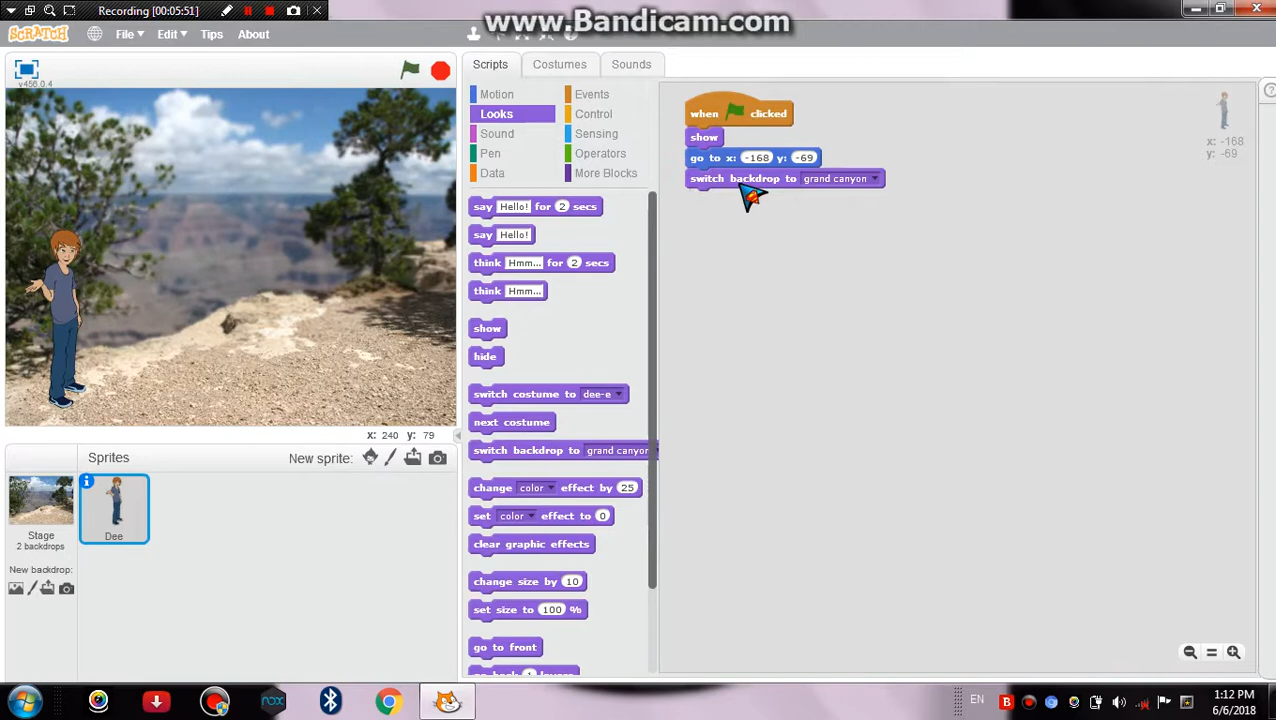 Recording [00:05:51]
www.Bandicam.com
SCRATCH File Edit Tips About
v456.0.4
Scripts Costumes Sounds
Motion Events
Looks Control
Sound Sensing
Pen Operators
Data More Blocks
say Hello! for 2 secs
say Hello!
think Hmm... for 2 secs
think Hmm...
show
hide
switch costume to dee-e
next costume
switch backdrop to grand canyon
change color effect by 25
set color effect to 0
clear graphic effects
change size by 10
set size to 100 %
go to front
when clicked
show
go to x: -168 y: -69
switch backdrop to grand canyon
x: -168
y: -69
x: 240 y: 79
Sprites New sprite:
Stage
2 backdrops
New backdrop:
Dee
nox
EN
1:12 PM
6/6/2018